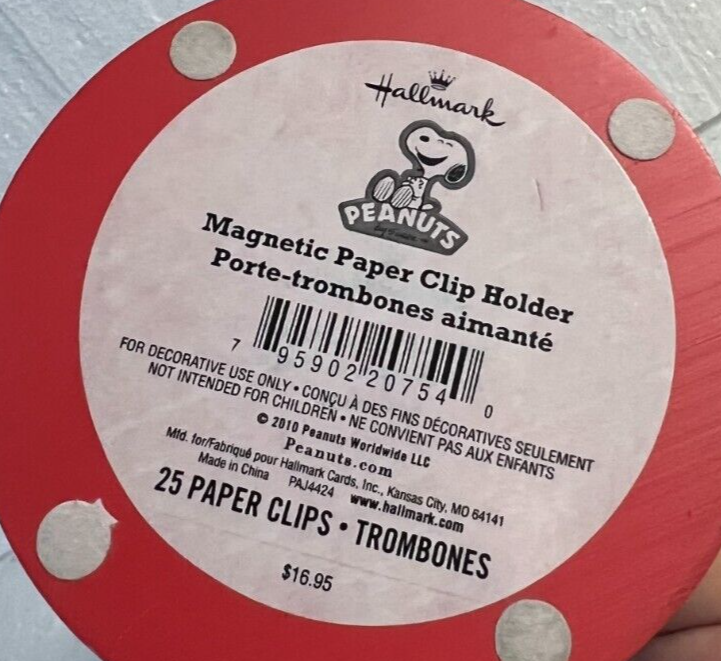 Hallmark
PEANUTS
Magnetic Paper Clip Holder
Porte-trombones aimanté
7 95902 20754 0
FOR DECORATIVE USE ONLY • CONÇU À DES FINS DÉCORATIVES SEULEMENT
NOT INTENDED FOR CHILDREN • NE CONVIENT PAS AUX ENFANTS
© 2010 Peanuts Worldwide LLC
Peanuts.com
Mfd. for/Fabriqué pour Hallmark Cards, Inc., Kansas City, MO 64141
Made in China PAJ4424 www.hallmark.com
25 PAPER CLIPS • TROMBONES
$16.95